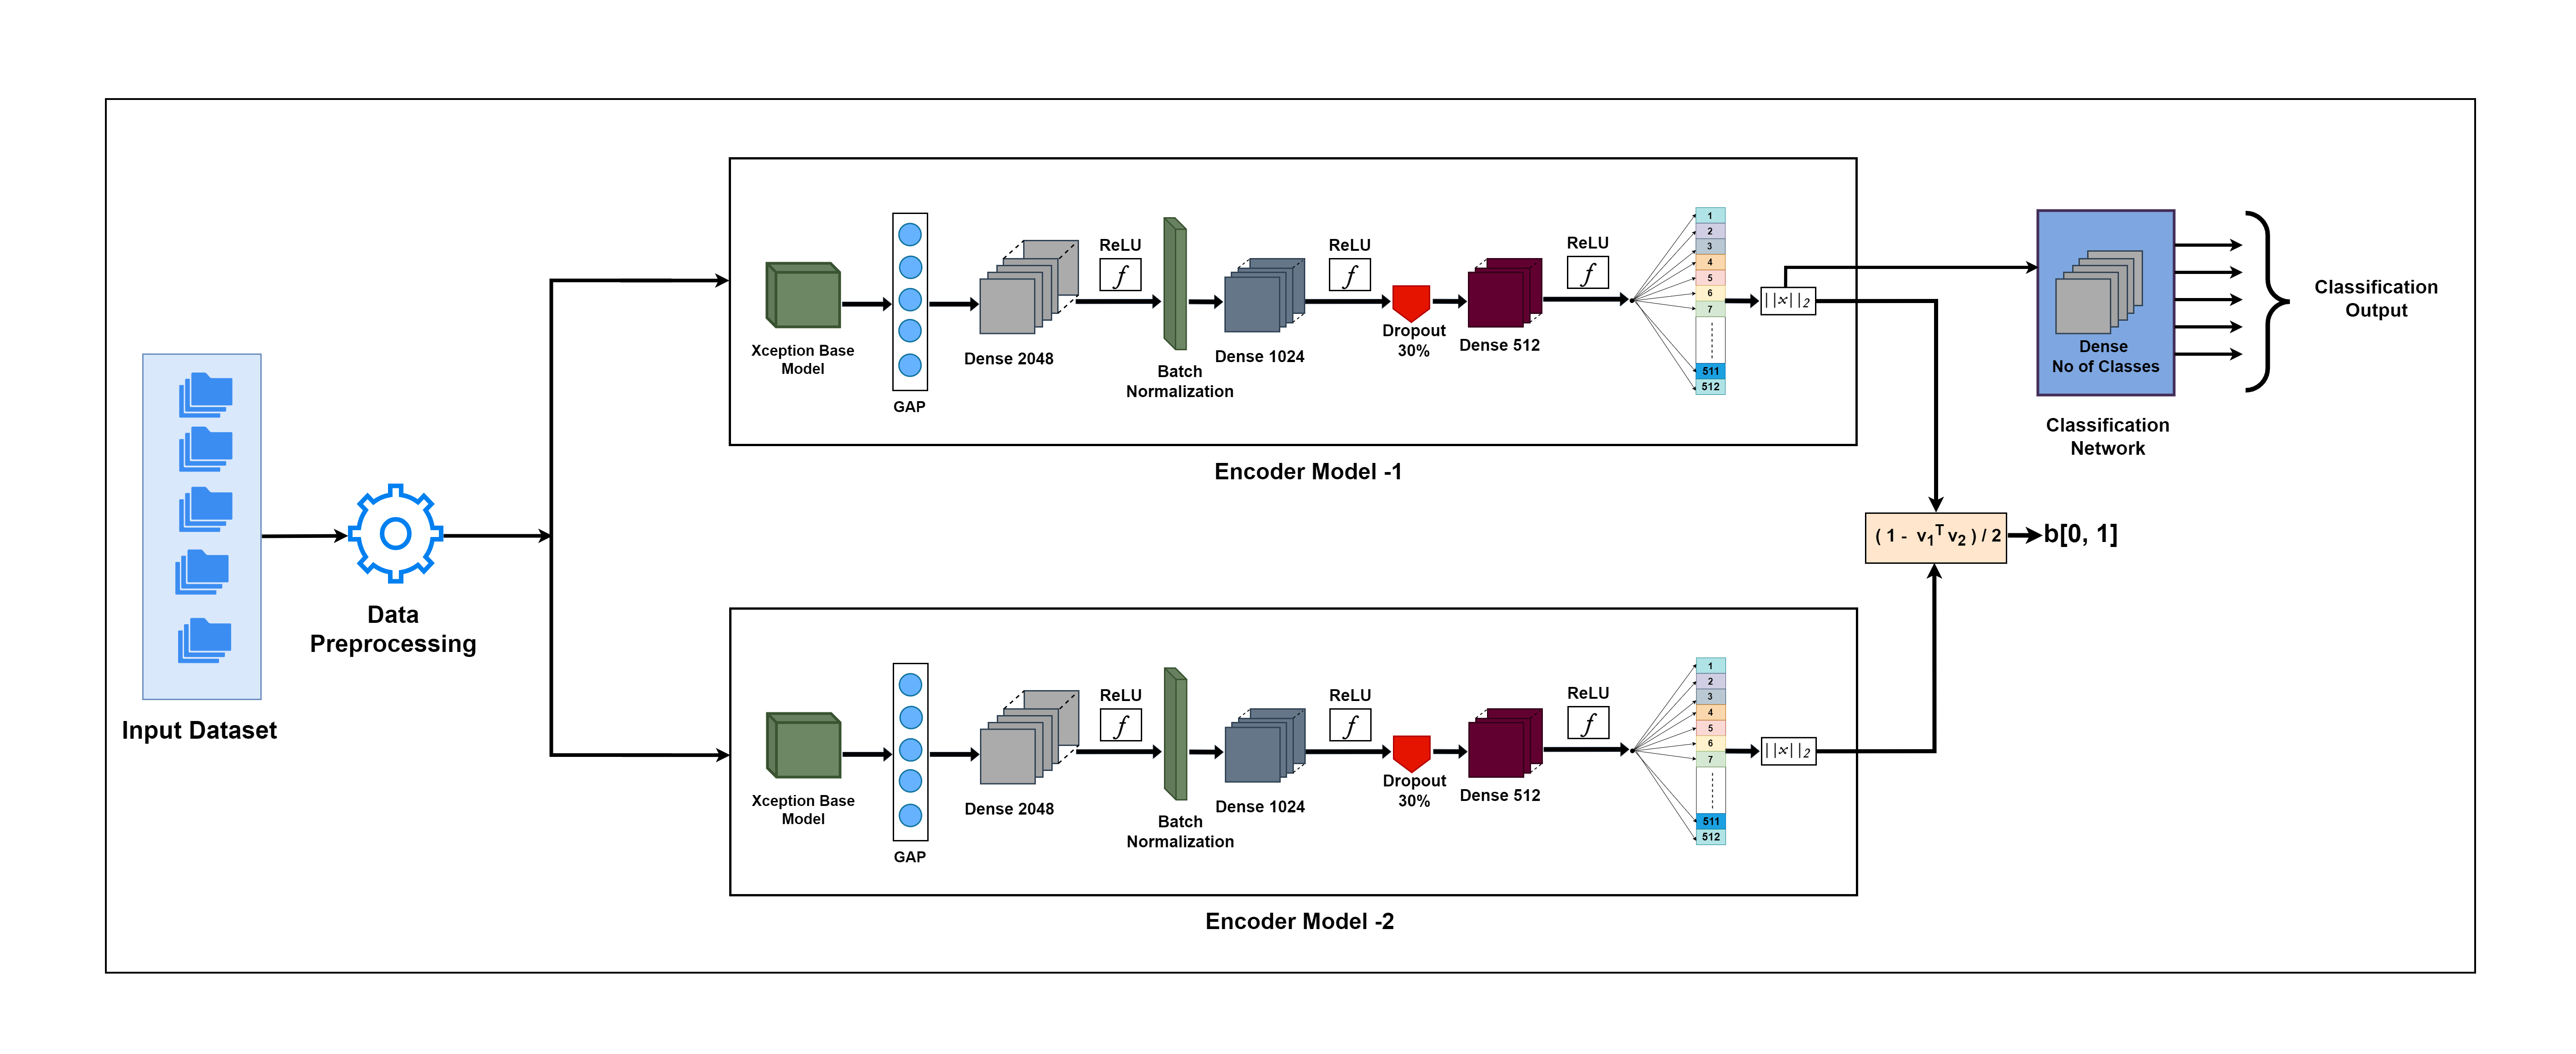 Input Dataset
Data
Preprocessing
Xception Base
Model
GAP
Dense 2048
ReLU
f
Batch
Normalization
Dense 1024
ReLU
f
Dropout
30%
Dense 512
ReLU
f
1
2
3
4
5
6
7
511
512
||x||₂
Encoder Model -1
Dense
No of Classes
Classification
Network
Classification
Output
( 1 - v₁ᵀ v₂ ) / 2
b[0, 1]
Xception Base
Model
GAP
Dense 2048
ReLU
f
Batch
Normalization
Dense 1024
ReLU
f
Dropout
30%
Dense 512
ReLU
f
1
2
3
4
5
6
7
511
512
||x||₂
Encoder Model -2